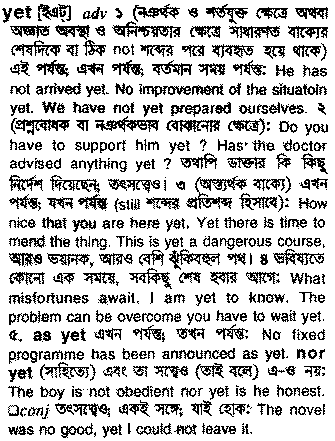 yet [ইএট] adv ১ (নঞর্থক ও শর্তযুক্ত ক্ষেত্রে অথবা
অজ্ঞাত অবস্থা ও অনিশ্চয়তার ক্ষেত্রে সাধারণত বাক্যের
শেষদিকে বা ঠিক not শব্দের পরে ব্যবহৃত হয়ে থাকে)
এই পর্যন্ত; এখন পর্যন্ত, বর্তমান সময় পর্যন্ত: He has
not arrived yet. No improvement of the situatoin
yet. We have not yet prepared ourselves. ২
(প্রশ্নবোধক বা নঞর্থকভাব বোঝানোর ক্ষেত্রে): Do you
have to support him yet ? Has the doctor
advised anything yet ? তথাপি ডাক্তার কি কিছু
নির্দেশ দিয়েছেন; তৎসত্ত্বেও। ৩ (অস্ত্যর্থক বাক্যে) এখন
পর্যন্ত; যখন পর্যন্ত (still শব্দের প্রতিশব্দ হিসাবে): How
nice that you are here yet. Yet there is time to
mend the thing. This is yet a dangerous course,
আরও ভয়ানক, আরও বেশি ঝুঁকিবহুল পথ। ৪ ভবিষ্যতে
কোনো এক সময়ে, সবকিছু শেষ হবার আগে: What
misfortunes await. I am yet to know. The
problem can be overcome you have to wait yet.
৫. as yet এখন পর্যন্ত; তখন পর্যন্ত: No fixed
programme has been announced as yet. nor
yet (সাহিত্যে) এবং তা সত্ত্বেও (তাই বলে) এ-ও নয়:
The boy is not obedient nor yet is he honest.
❑conj তৎসত্ত্বেও; একই সঙ্গে; যাই হোক: The novel
was no good, yet I could not leave it.